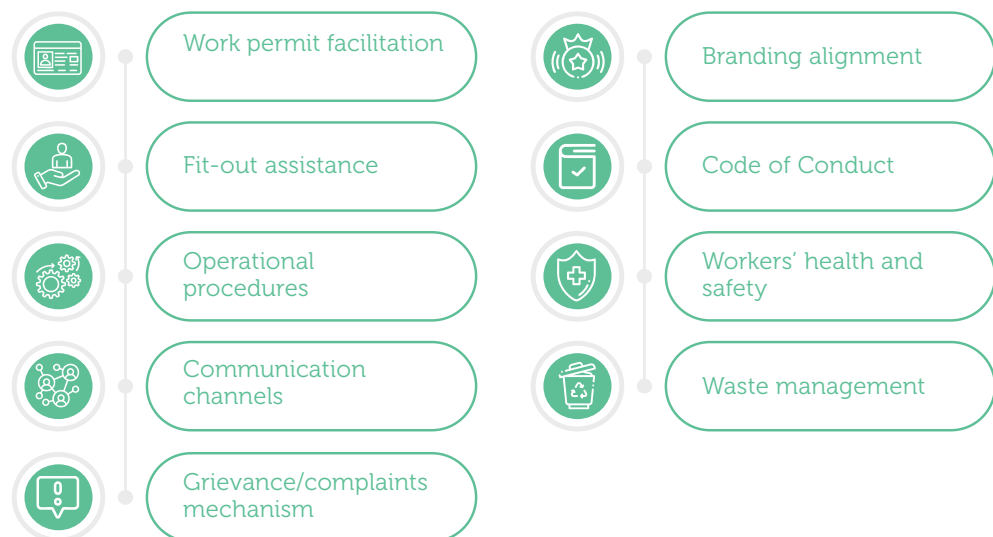 Work permit facilitation
Fit-out assistance
Operational
procedures
Communication
channels
Grievance/complaints
mechanism
Branding alignment
Code of Conduct
Workers’ health and
safety
Waste management